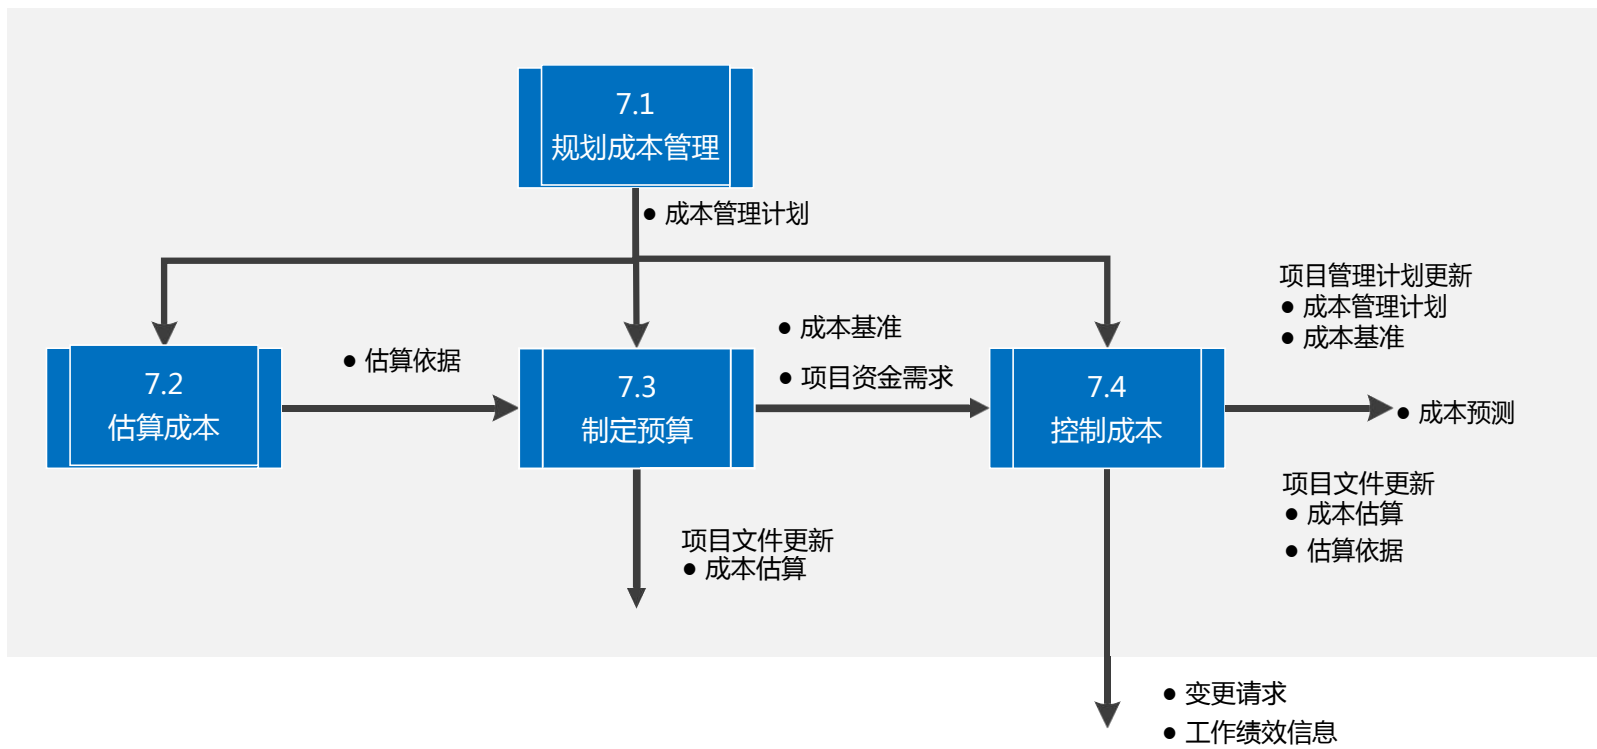 7.1
规划成本管理
● 成本管理计划
项目管理计划更新
● 成本管理计划
● 成本基准
● 成本基准
● 项目资金需求
● 估算依据
7.2
估算成本
7.3
制定预算
7.4
控制成本
● 成本预测
项目文件更新
● 成本估算
● 估算依据
项目文件更新
● 成本估算
● 变更请求
● 工作绩效信息